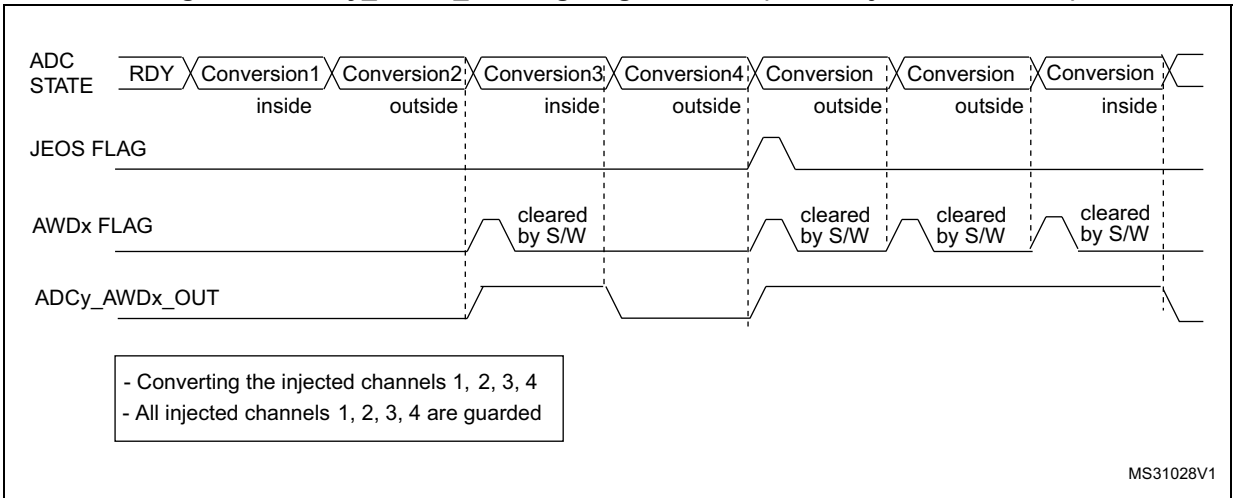 ADC STATE
RDY Conversion1 Conversion2 Conversion3 Conversion4 Conversion Conversion Conversion
inside outside inside outside outside outside inside
JEOS FLAG
AWDx FLAG
cleared by S/W cleared by S/W cleared by S/W cleared by S/W
ADCy_AWDx_OUT
- Converting the injected channels 1, 2, 3, 4
- All injected channels 1, 2, 3, 4 are guarded
MS31028V1